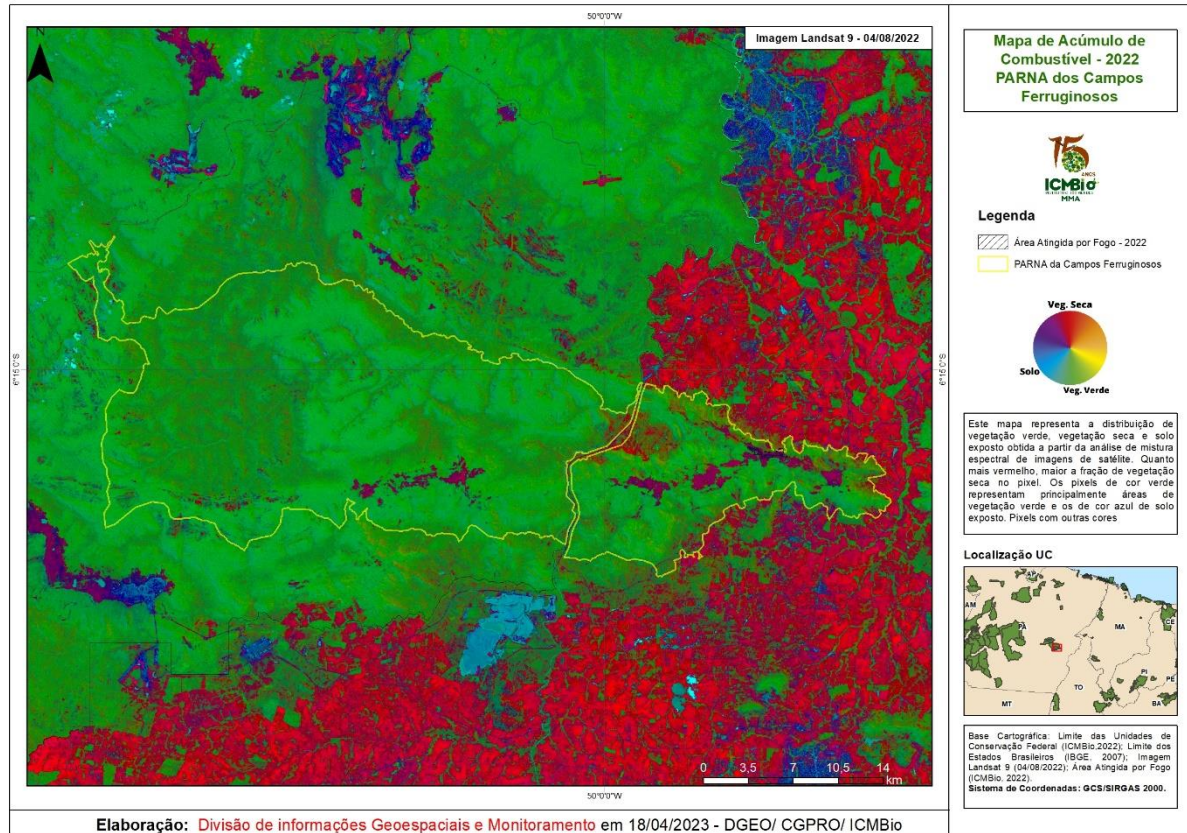 50°0'0"W
N
Imagem Landsat 9 - 04/08/2022
6°15'0"S
6°15'0"S
0 3,5 7 10,5 14
km
50°0'0"W
Mapa de Acúmulo de
Combustível - 2022
PARNA dos Campos
Ferruginosos
15
ANOS
ICMBio
MMA
Legenda
Área Atingida por Fogo - 2022
PARNA da Campos Ferruginosos
Veg. Seca
Solo
Veg. Verde
Este mapa representa a distribuição de
vegetação verde, vegetação seca e solo
exposto obtida a partir da análise de mistura
espectral de imagens de satélite. Quanto
mais vermelho, maior a fração de vegetação
seca no pixel. Os pixels de cor verde
representam principalmente áreas de
vegetação verde e os de cor azul de solo
exposto. Pixels com outras cores
Localização UC
AP
AM
PA
MA
CE
PI
PE
TO
MT
BA
Base Cartográfica: Limite das Unidades de
Conservação Federal (ICMBio,2022); Limite dos
Estados Brasileiros (IBGE, 2007); Imagem
Landsat 9 (04/08/2022); Área Atingida por Fogo
(ICMBio, 2022).
Sistema de Coordenadas: GCS/SIRGAS 2000.
Elaboração: Divisão de informações Geoespaciais e Monitoramento em 18/04/2023 - DGEO/ CGPRO/ ICMBio